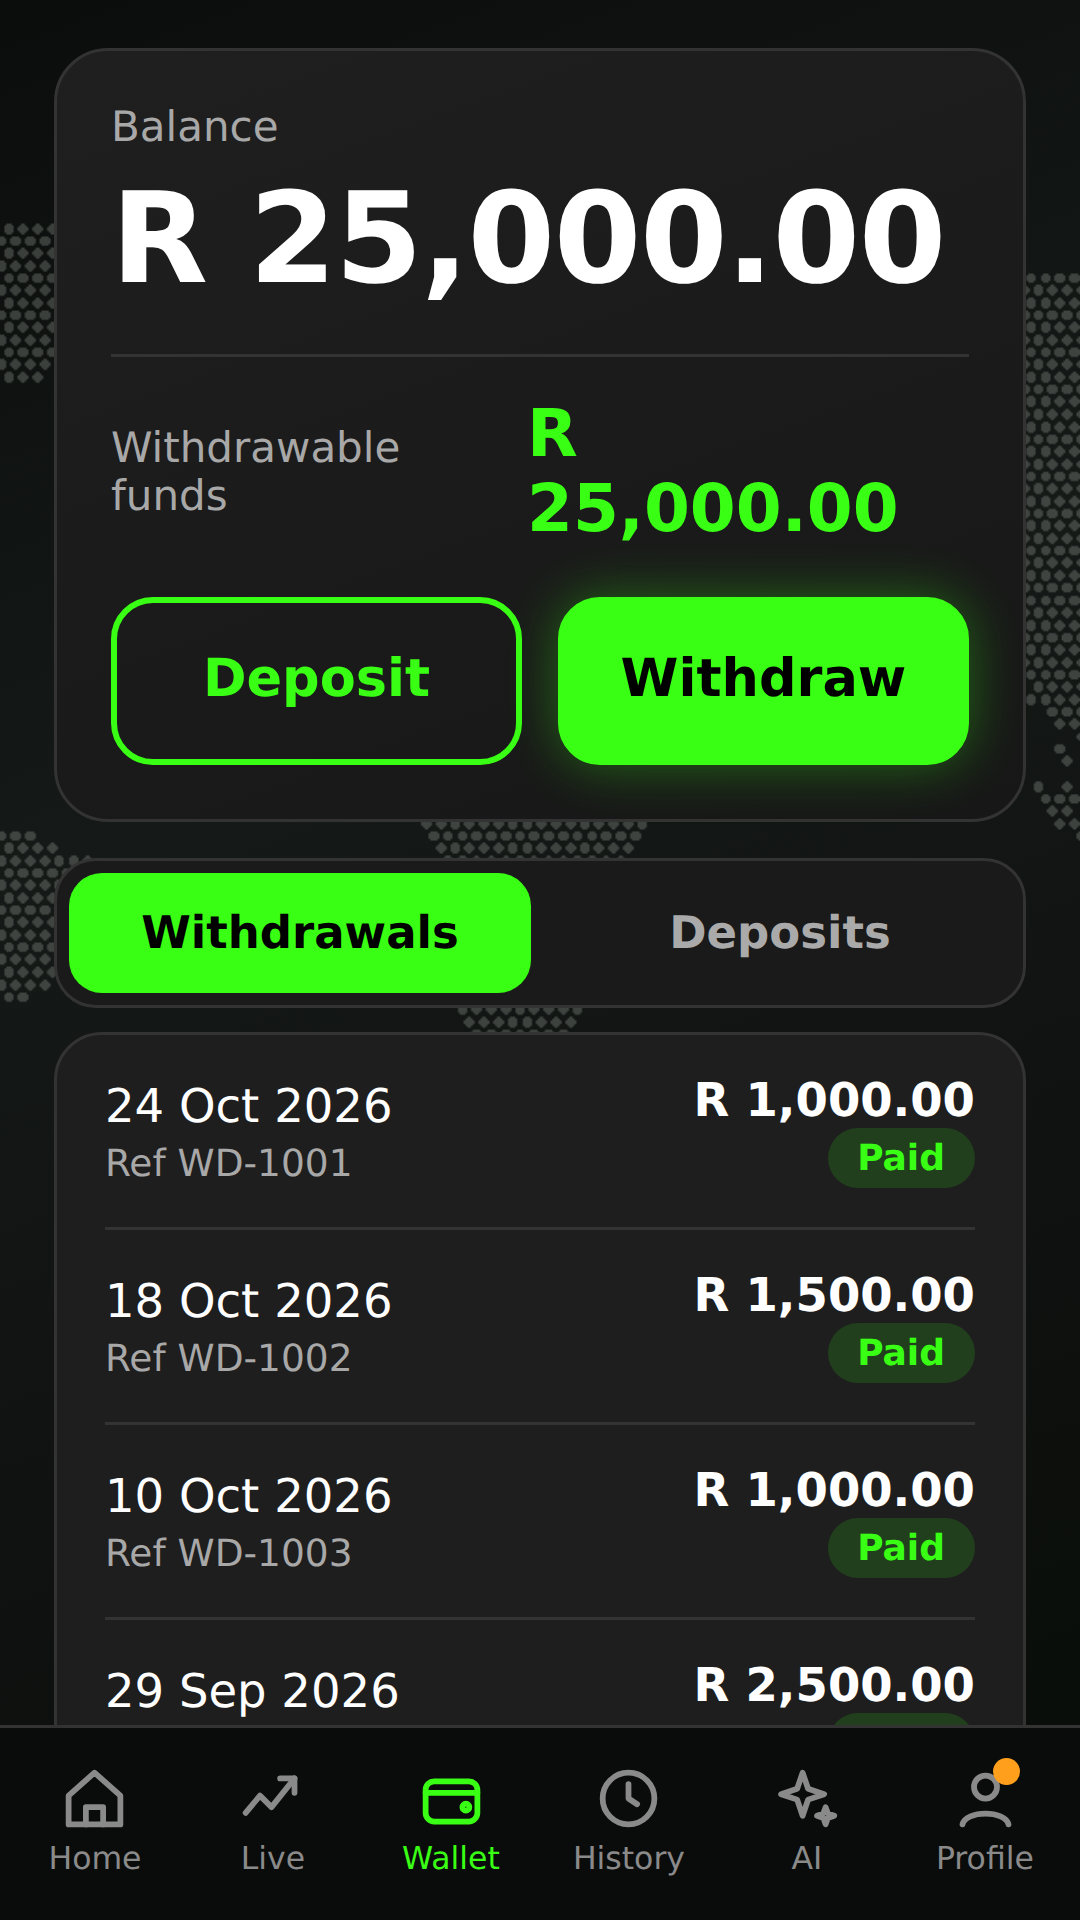 Balance
R 25,000.00
Withdrawable
funds
R
25,000.00
Deposit
Withdraw
Withdrawals
Deposits
24 Oct 2026
R 1,000.00
Ref WD-1001
Paid
18 Oct 2026
R 1,500.00
Ref WD-1002
Paid
10 Oct 2026
R 1,000.00
Ref WD-1003
Paid
29 Sep 2026
R 2,500.00
Home
Live
Wallet
History
AI
Profile